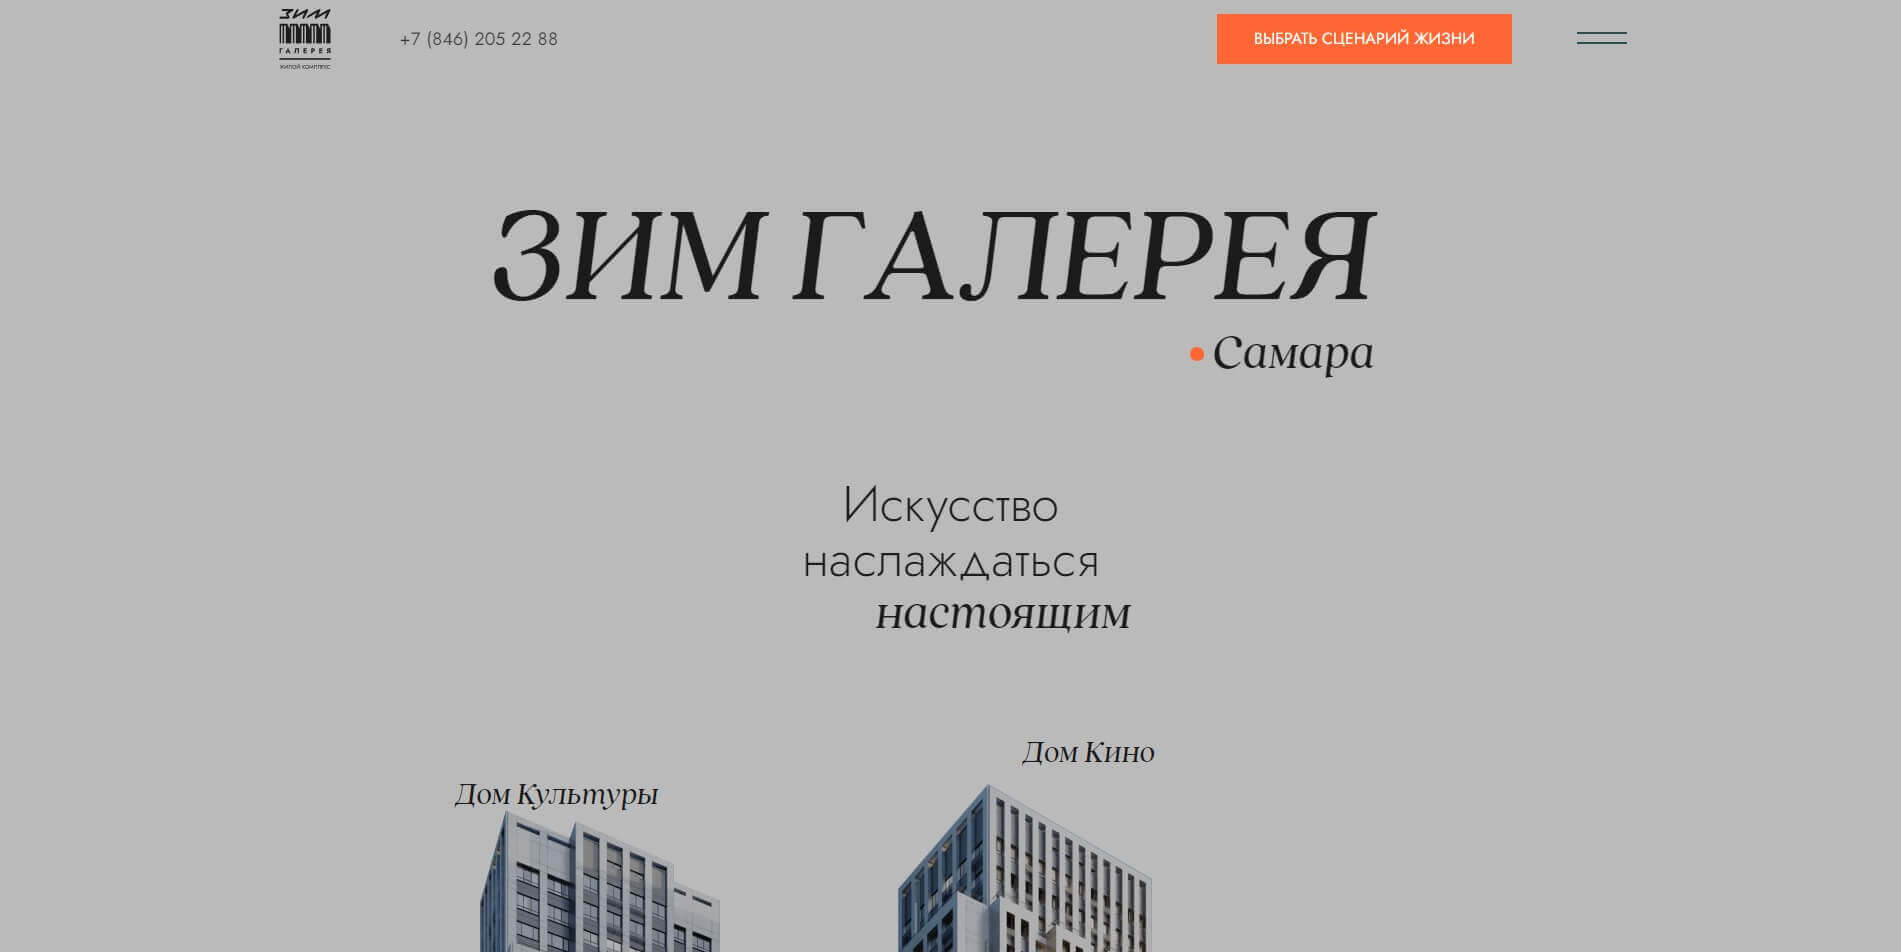 ЗИМ
ГАЛЕРЕЯ
ЖИЛОЙ КОМПЛЕКС
+7 (846) 205 22 88
ВЫБРАТЬ СЦЕНАРИЙ ЖИЗНИ
ЗИМ ГАЛЕРЕЯ
Самара
Искусство
наслаждаться
настоящим
Дом Кино
Дом Культуры